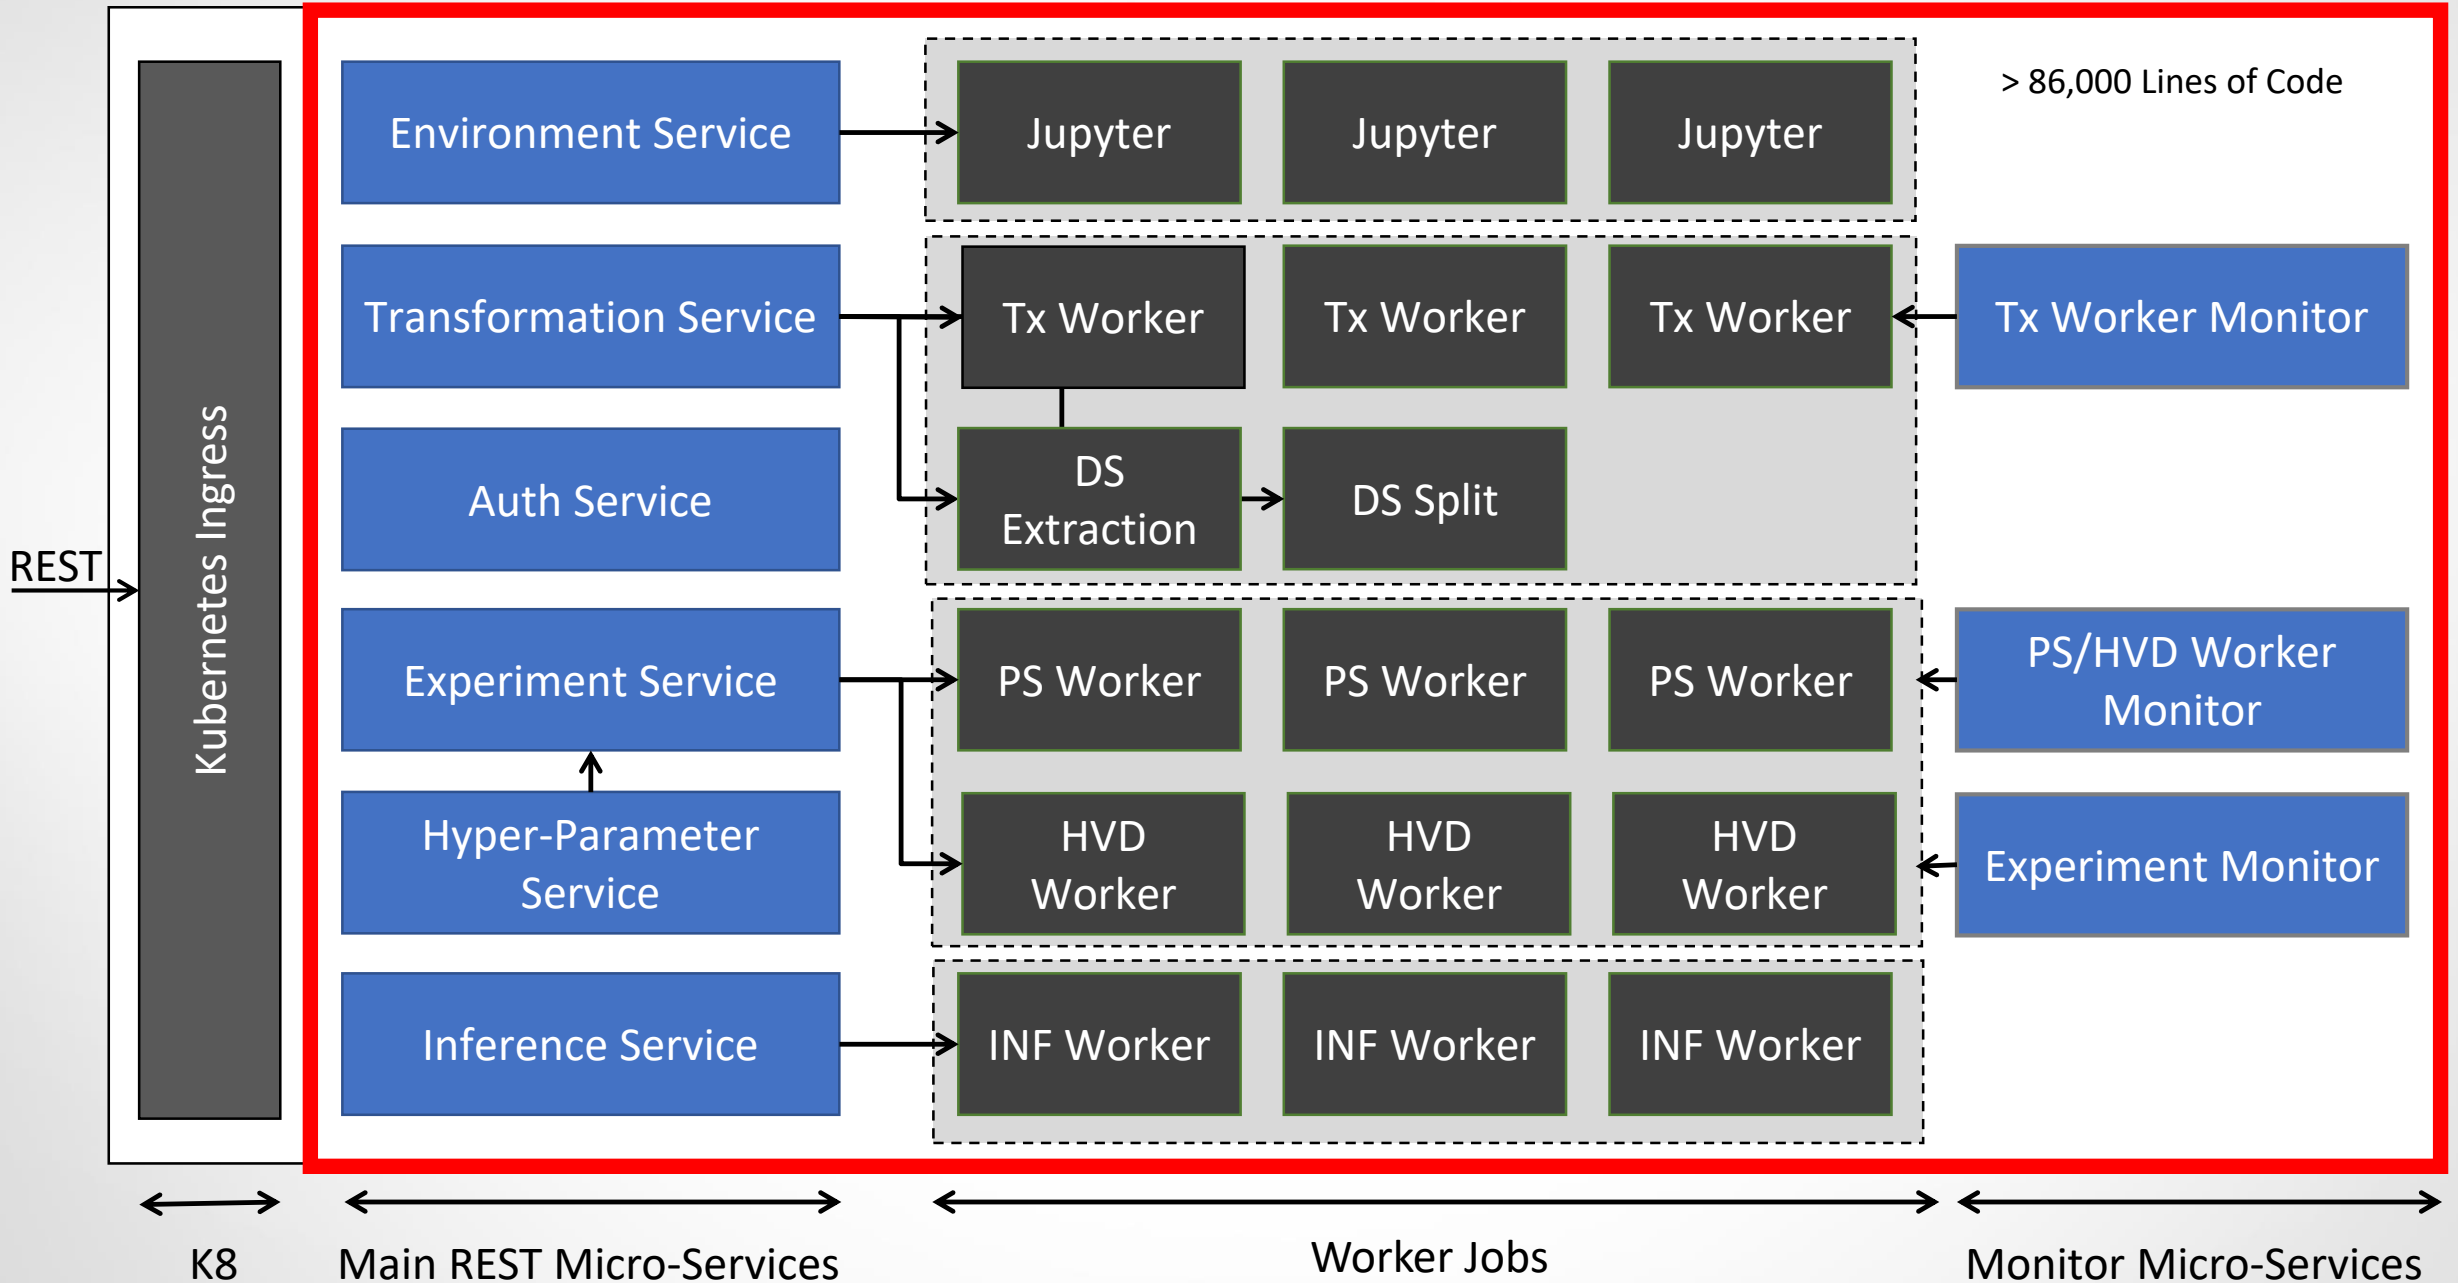 > 86,000 Lines of Code
REST
Kubernetes Ingress
Environment Service
Jupyter
Jupyter
Jupyter
Transformation Service
Tx Worker
Tx Worker
Tx Worker
Tx Worker Monitor
Auth Service
DS
Extraction
DS Split
Experiment Service
PS Worker
PS Worker
PS Worker
PS/HVD Worker
Monitor
Hyper-Parameter
Service
HVD
Worker
HVD
Worker
HVD
Worker
Experiment Monitor
Inference Service
INF Worker
INF Worker
INF Worker
K8
Main REST Micro-Services
Worker Jobs
Monitor Micro-Services